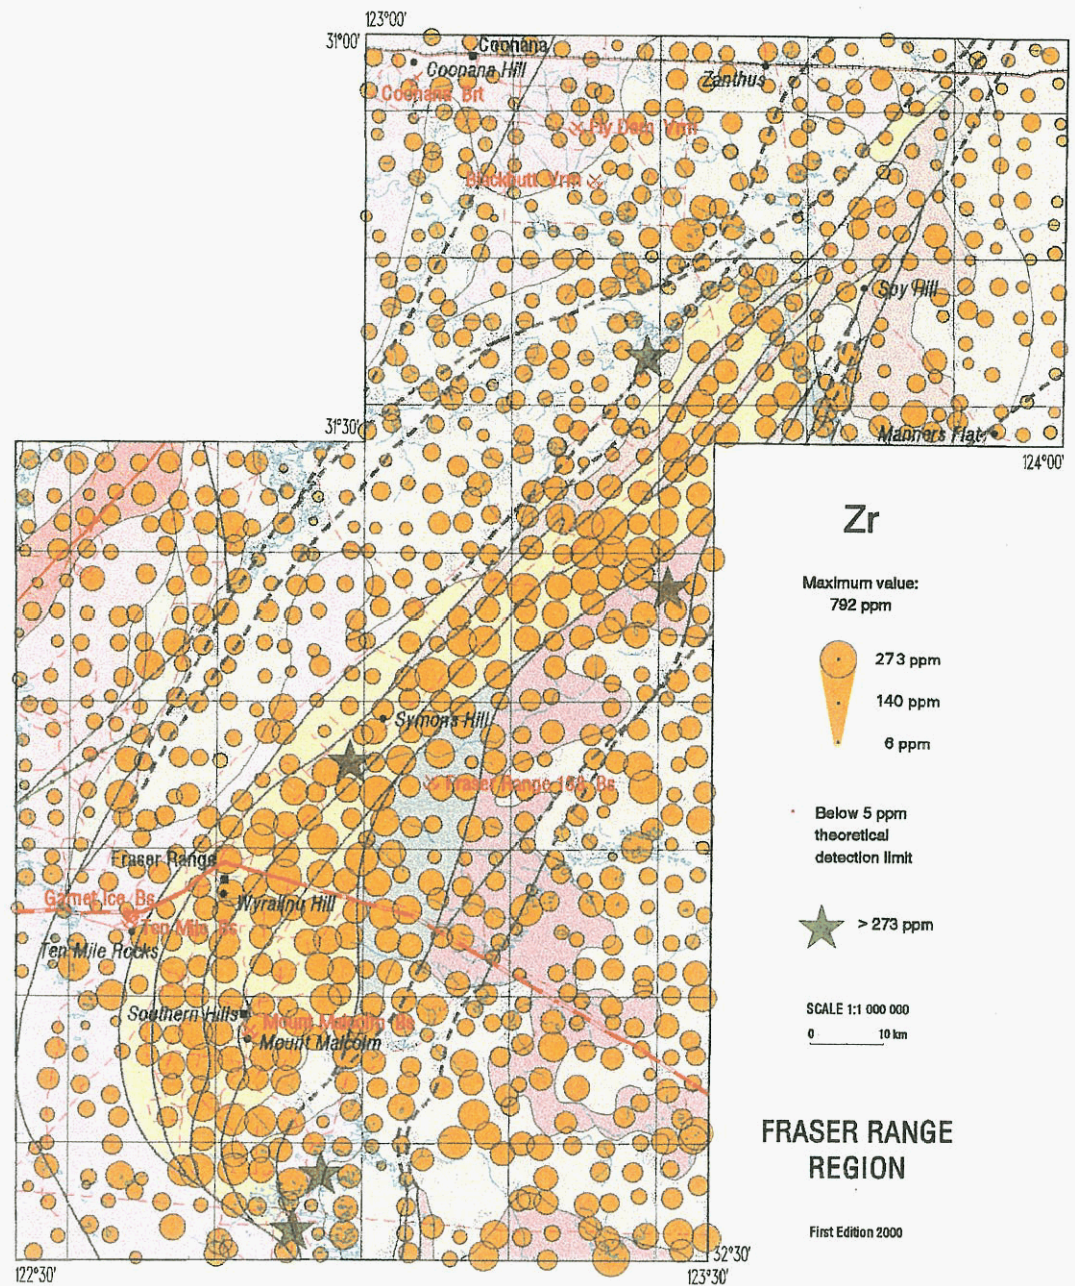 123°00'
31°00'
Coonana
Coonana Hill
Zanthus
Coonana Brt
Fly Dam Vrm
Blackbutt Vrm
Spy Hill
31°30'
Manners Flat
124°00'
Zr
Maximum value:
792 ppm
273 ppm
140 ppm
6 ppm
Symons Hill
Fraser Range
Below 5 ppm
theoretical
detection limit
Fraser Range
Wyralinu Hill
Garnet Ice Bs
Ten Mile Bs
Ten Mile Rocks
> 273 ppm
Southern Hills
Mount Malcolm Bs
Mount Malcolm
SCALE 1:1 000 000
0 10 km
FRASER RANGE
REGION
First Edition 2000
32°30'
122°30'
123°30'